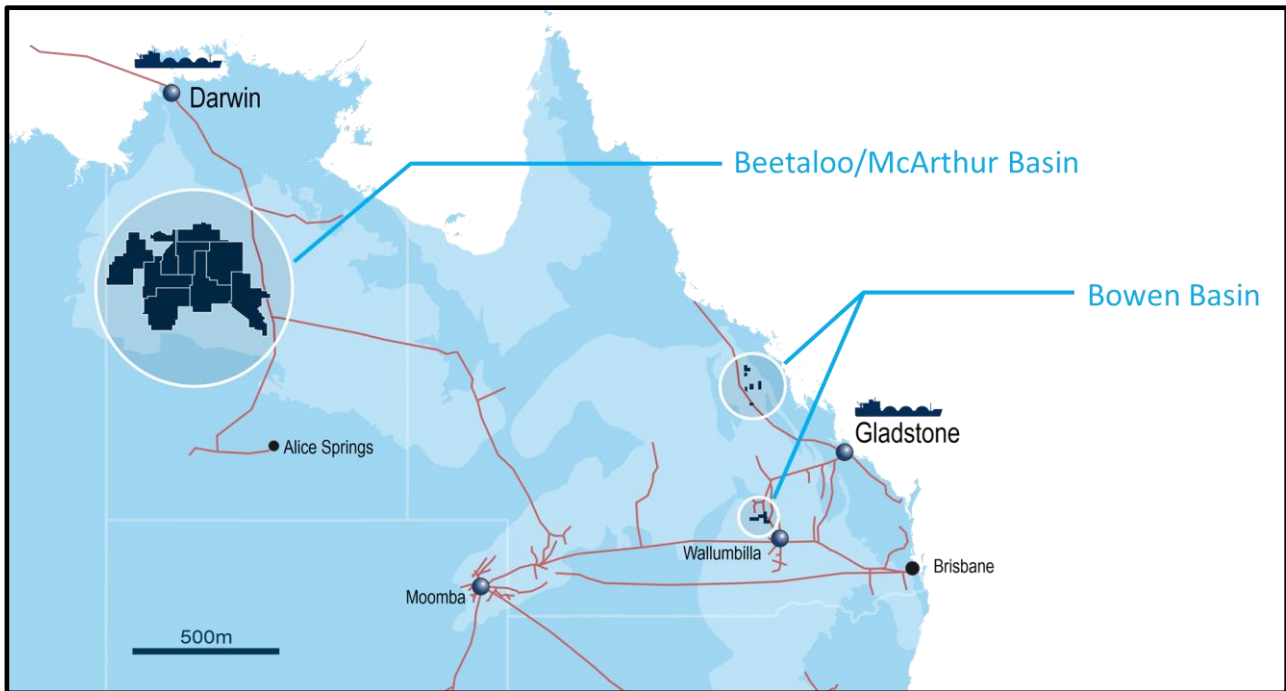 Darwin
Beetaloo/McArthur Basin
Bowen Basin
Gladstone
Alice Springs
Wallumbilla
Brisbane
Moomba
500m